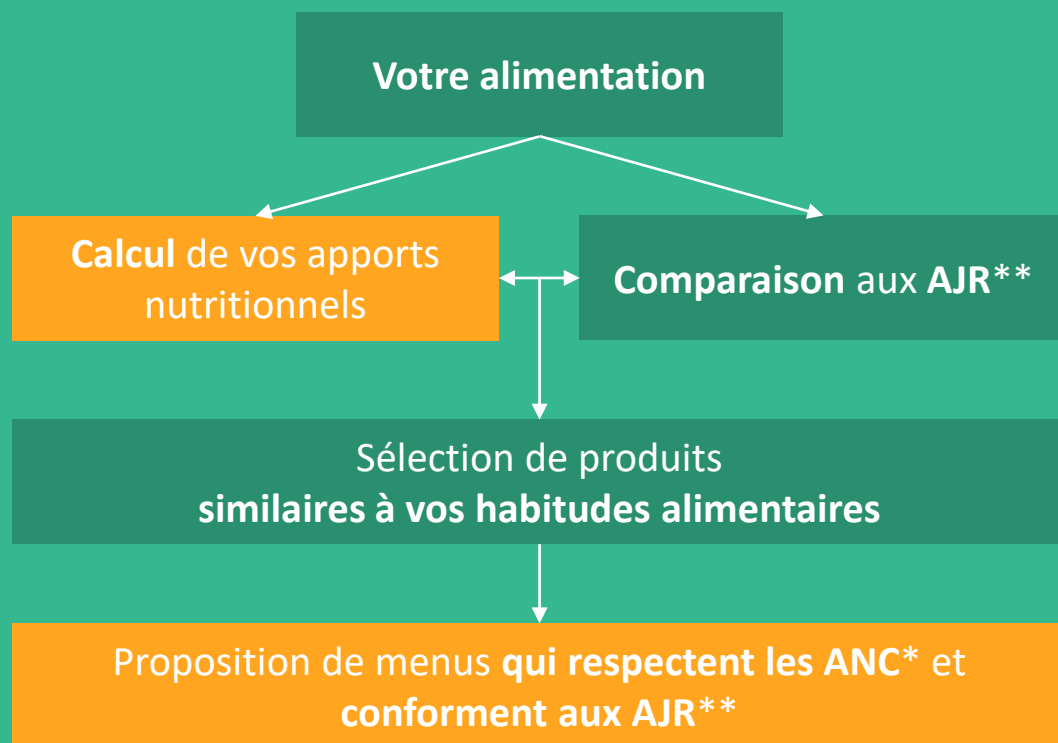 Votre alimentation
Calcul de vos apports
nutritionnels
Comparaison aux AJR**
Sélection de produits
similaires à vos habitudes alimentaires
Proposition de menus qui respectent les ANC* et
conforment aux AJR**